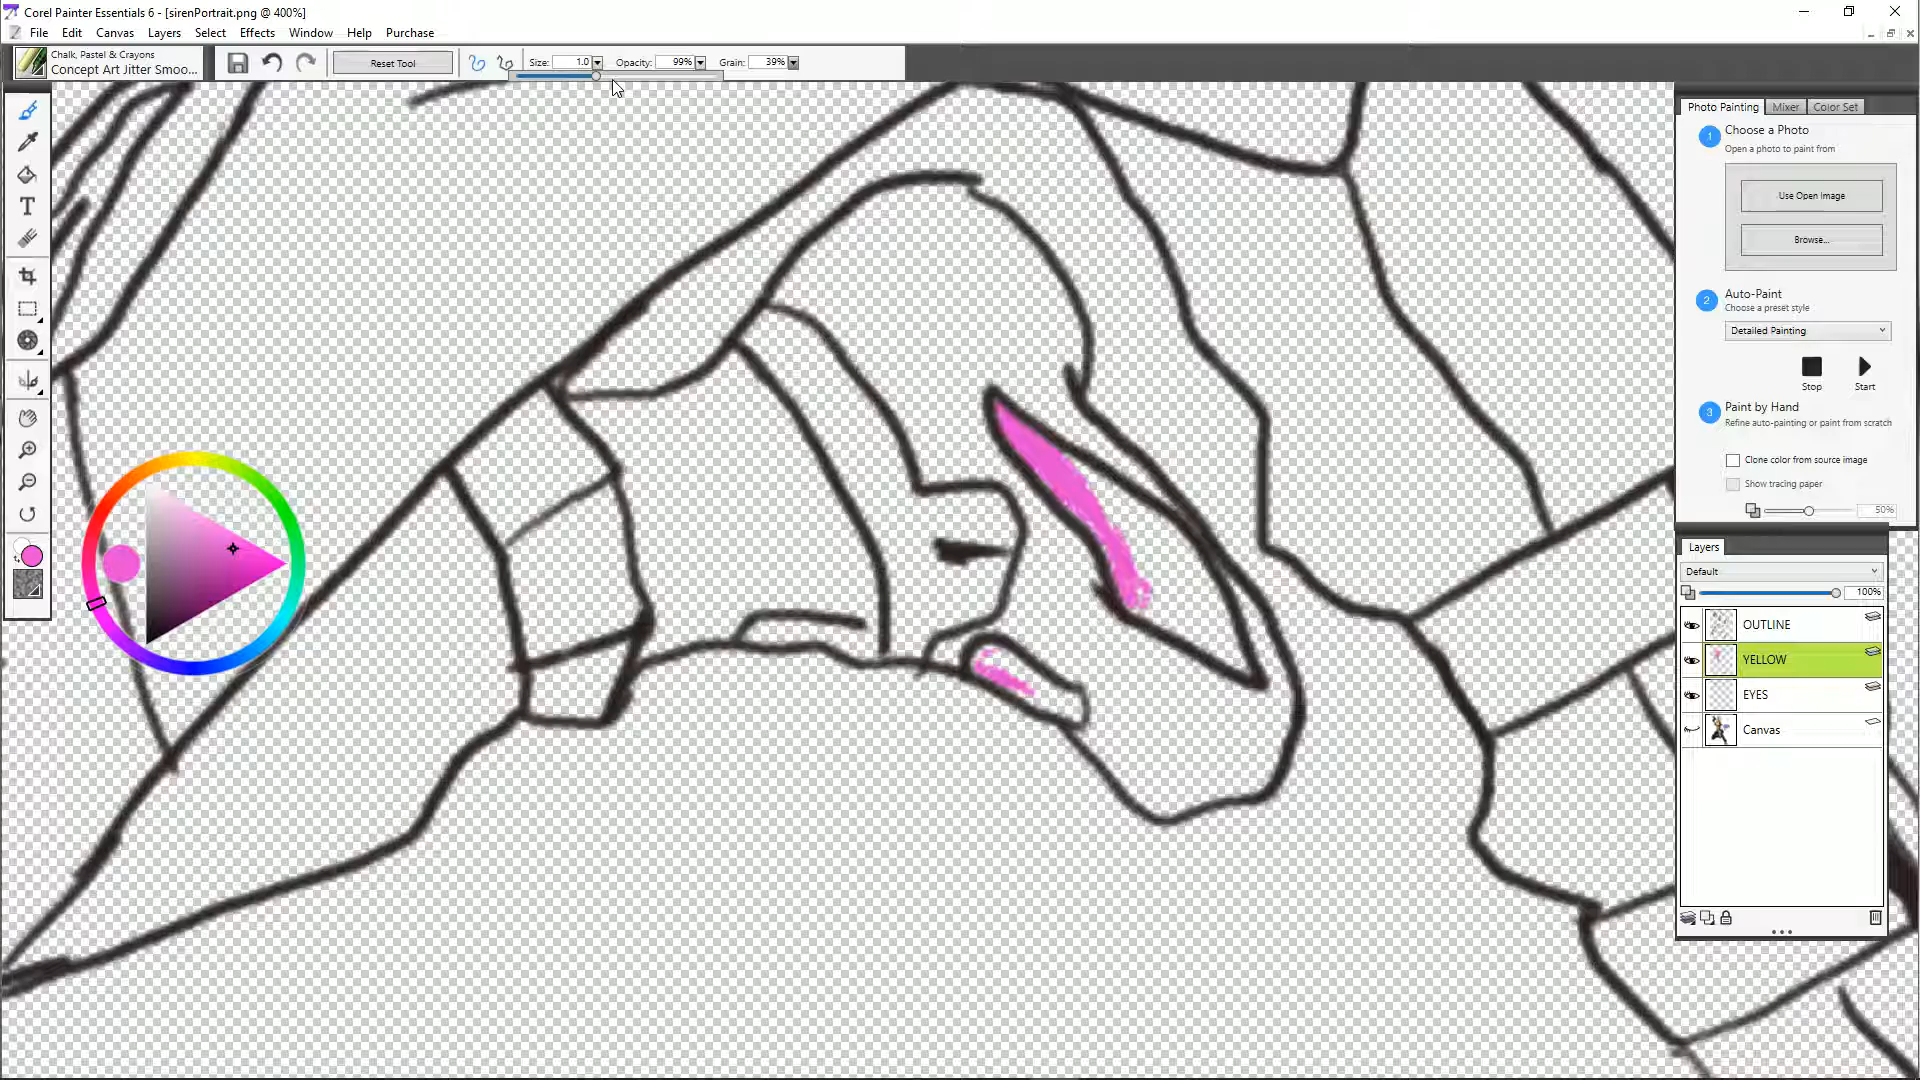 Corel Painter Essentials 6 - [sirenPortrait.png @ 400%]
File Edit Canvas Layers Select Effects Window Help Purchase
Chalk, Pastel & Crayons
Concept Art Jitter Smoo...
Reset Tool
Size: 1.0 Opacity: 99% Grain: 39%
T
Photo Painting Mixer Color Set
1 Choose a Photo
Open a photo to paint from
Use Open Image
Browse...
2 Auto-Paint
Choose a preset style
Detailed Painting
Stop Start
3 Paint by Hand
Refine auto-painting or paint from scratch
Clone color from source image
Show tracing paper
50%
Layers
Default
100%
OUTLINE
YELLOW
EYES
Canvas